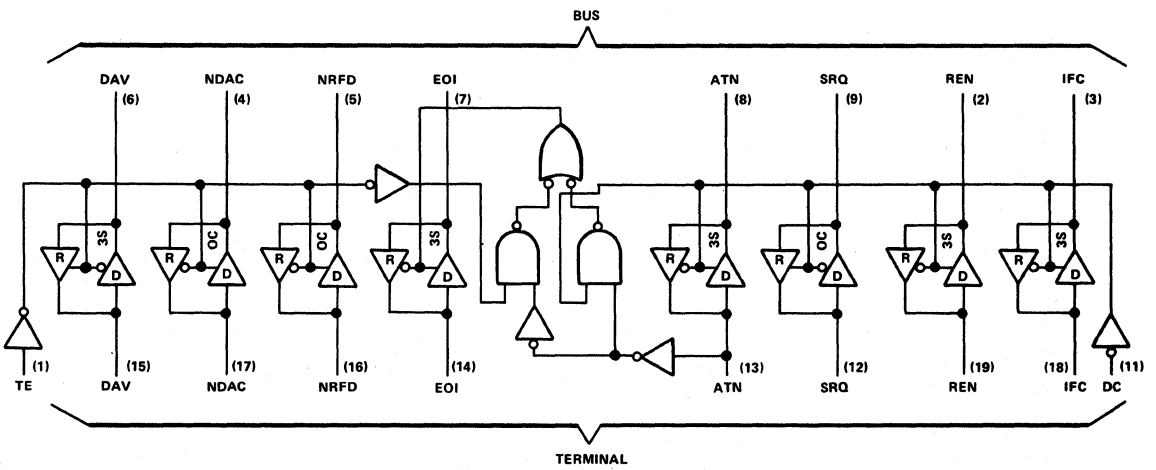 BUS
DAV NDAC NRFD EOI ATN SRQ REN IFC
(6) (4) (5) (7) (8) (9) (2) (3)
3S OC OC 3S 3S OC 3S 3S
R D R D R D R D R D R D R D R D
(1) (15) (17) (16) (14) (13) (12) (19) (18) (11)
TE DAV NDAC NRFD EOI ATN SRQ REN IFC DC
TERMINAL